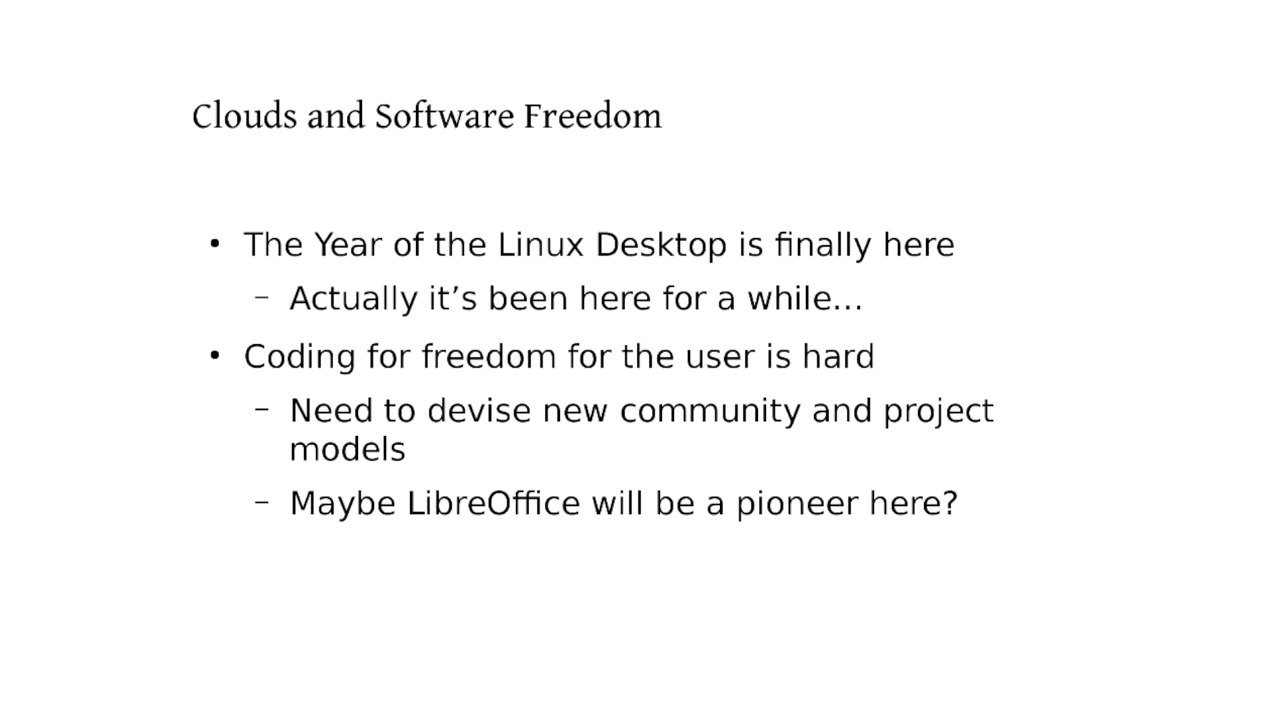 Clouds and Software Freedom
• The Year of the Linux Desktop is finally here
– Actually it’s been here for a while…
• Coding for freedom for the user is hard
– Need to devise new community and project
models
– Maybe LibreOffice will be a pioneer here?